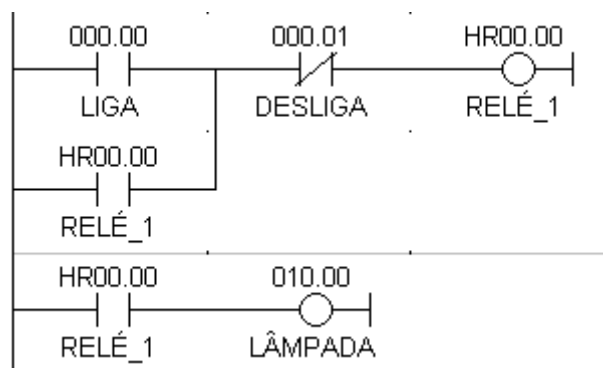 000.00 000.01 HR00.00
LIGA DESLIGA RELÉ_1
HR00.00
RELÉ_1
HR00.00 010.00
RELÉ_1 LÂMPADA